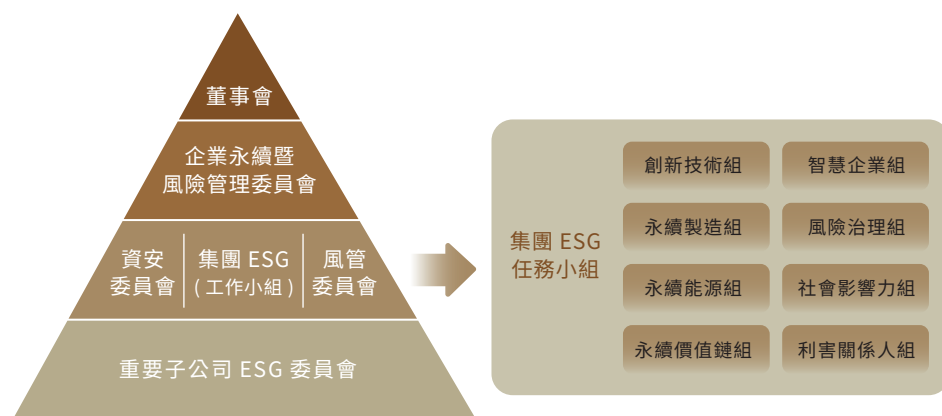 董事會
企業永續暨
風險管理委員會
資安
委員會
集團 ESG
( 工作小組 )
風管
委員會
重要子公司 ESG 委員會
集團 ESG
任務小組
創新技術組
智慧企業組
永續製造組
風險治理組
永續能源組
社會影響力組
永續價值鏈組
利害關係人組